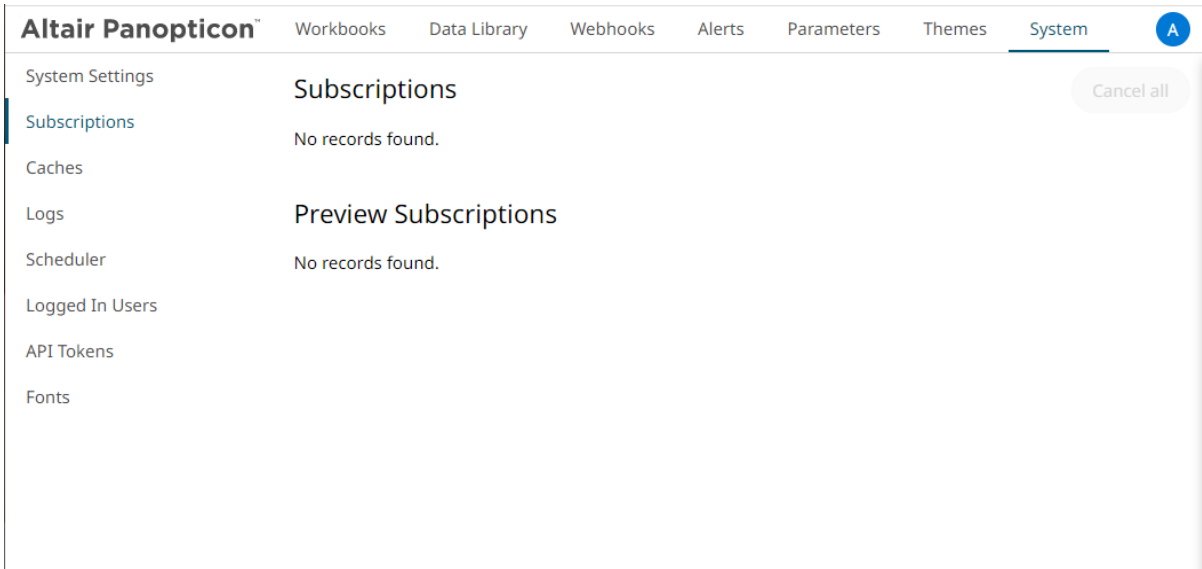 Altair Panopticon™ Workbooks Data Library Webhooks Alerts Parameters Themes System A
System Settings
Subscriptions
Caches
Logs
Scheduler
Logged In Users
API Tokens
Fonts
Subscriptions
Cancel all
No records found.
Preview Subscriptions
No records found.